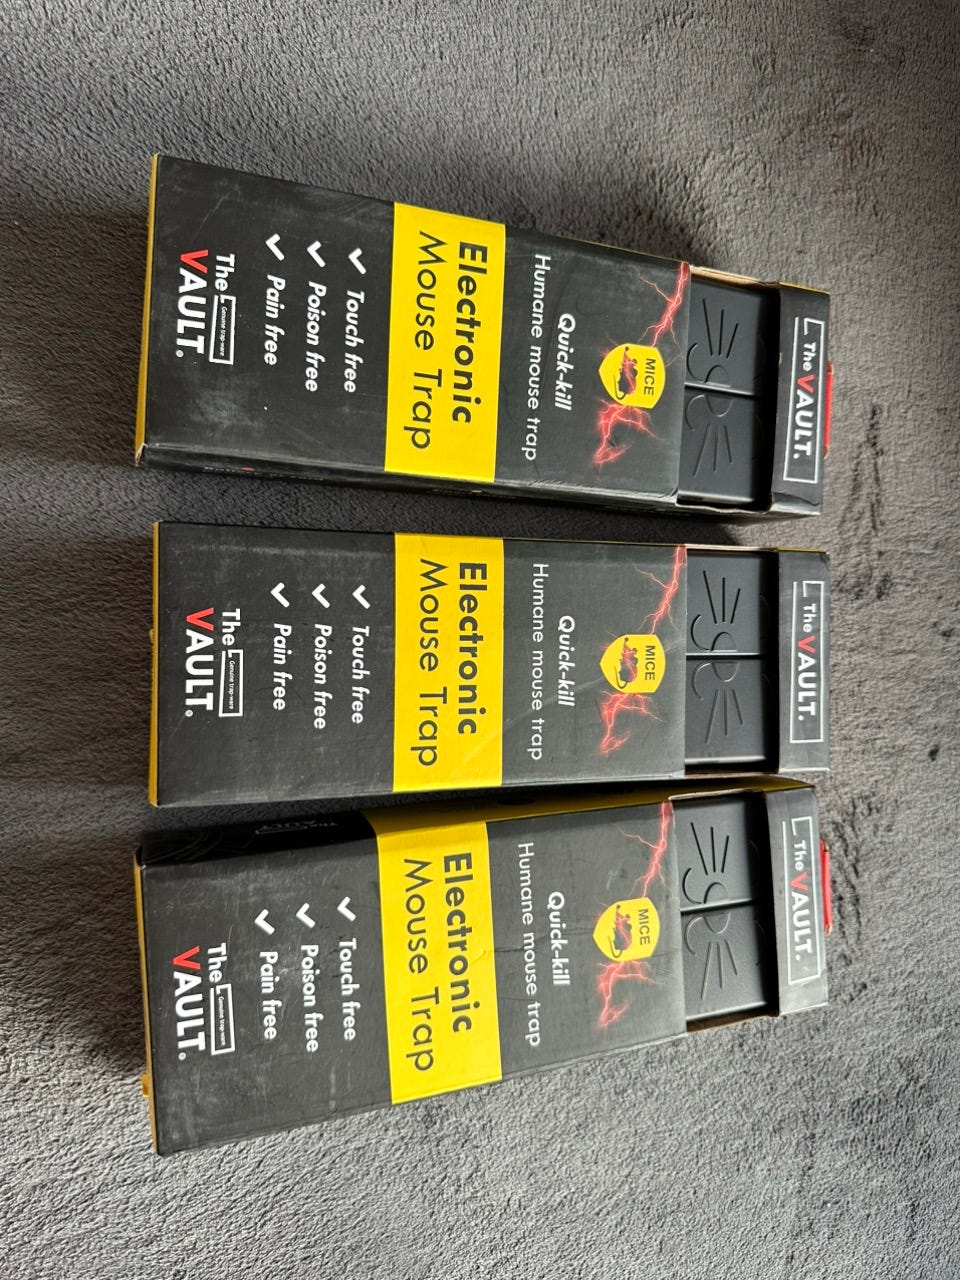 The VAULT.
MICE
Quick-kill
Humane mouse trap
Electronic
Mouse Trap
Touch free
Poison free
Pain free
The Genuine trap-ware
VAULT.®
The VAULT.
MICE
Quick-kill
Humane mouse trap
Electronic
Mouse Trap
Touch free
Poison free
Pain free
The Genuine trap-ware
VAULT.®
The VAULT.
MICE
Quick-kill
Humane mouse trap
Electronic
Mouse Trap
Touch free
Poison free
Pain free
The Genuine trap-ware
VAULT.®